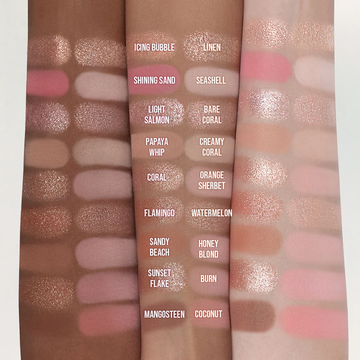 ICING BUBBLE LINEN
SHINING SAND SEASHELL
LIGHT SALMON BARE CORAL
PAPAYA WHIP CREAMY CORAL
CORAL ORANGE SHERBET
FLAMINGO WATERMELON
SANDY BEACH HONEY BLOND
SUNSET FLAKE BURN
MANGOSTEEN COCONUT